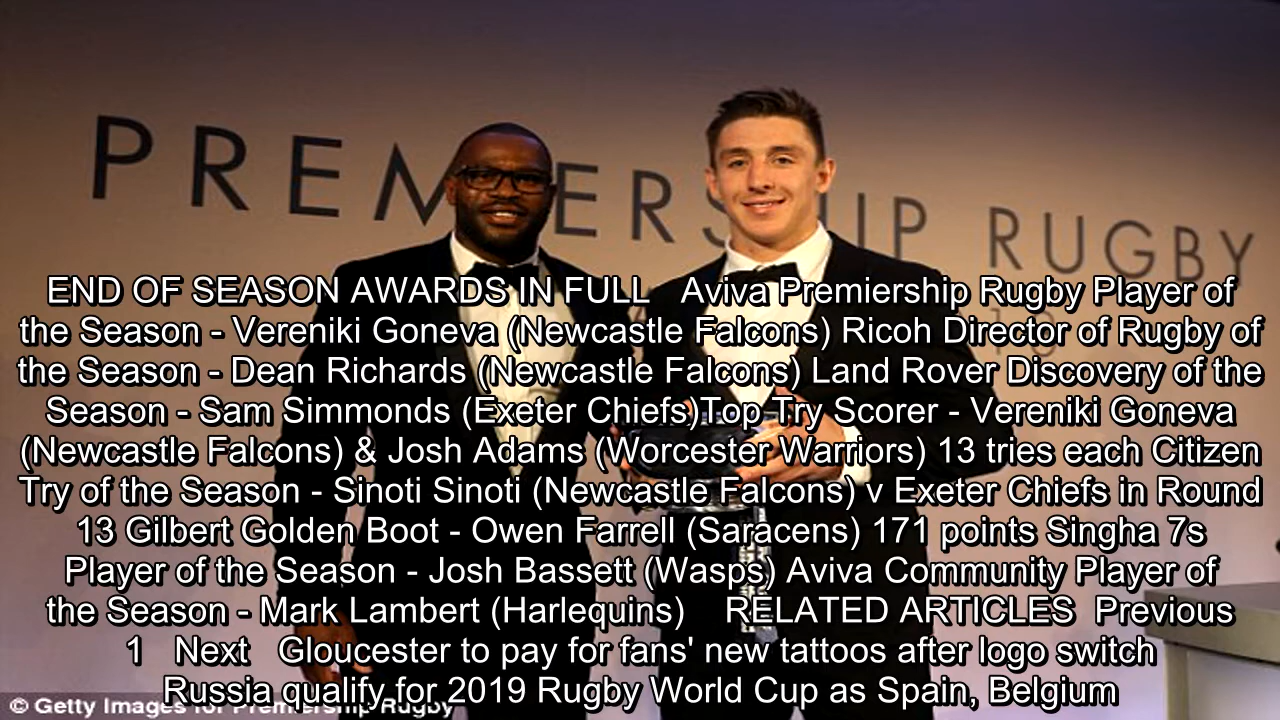 PREMIERSHIP RUGBY
END OF SEASON AWARDS IN FULL   Aviva Premiership Rugby Player of
the Season - Vereniki Goneva (Newcastle Falcons) Ricoh Director of Rugby of
the Season - Dean Richards (Newcastle Falcons) Land Rover Discovery of the
Season - Sam Simmonds (Exeter Chiefs)Top Try Scorer - Vereniki Goneva
(Newcastle Falcons) & Josh Adams (Worcester Warriors) 13 tries each Citizen
Try of the Season - Sinoti Sinoti (Newcastle Falcons) v Exeter Chiefs in Round
13 Gilbert Golden Boot - Owen Farrell (Saracens) 171 points Singha 7s
Player of the Season - Josh Bassett (Wasps) Aviva Community Player of
the Season - Mark Lambert (Harlequins)    RELATED ARTICLES  Previous
1   Next   Gloucester to pay for fans' new tattoos after logo switch
Russia qualify for 2019 Rugby World Cup as Spain, Belgium
© Getty Images for Premiership Rugby